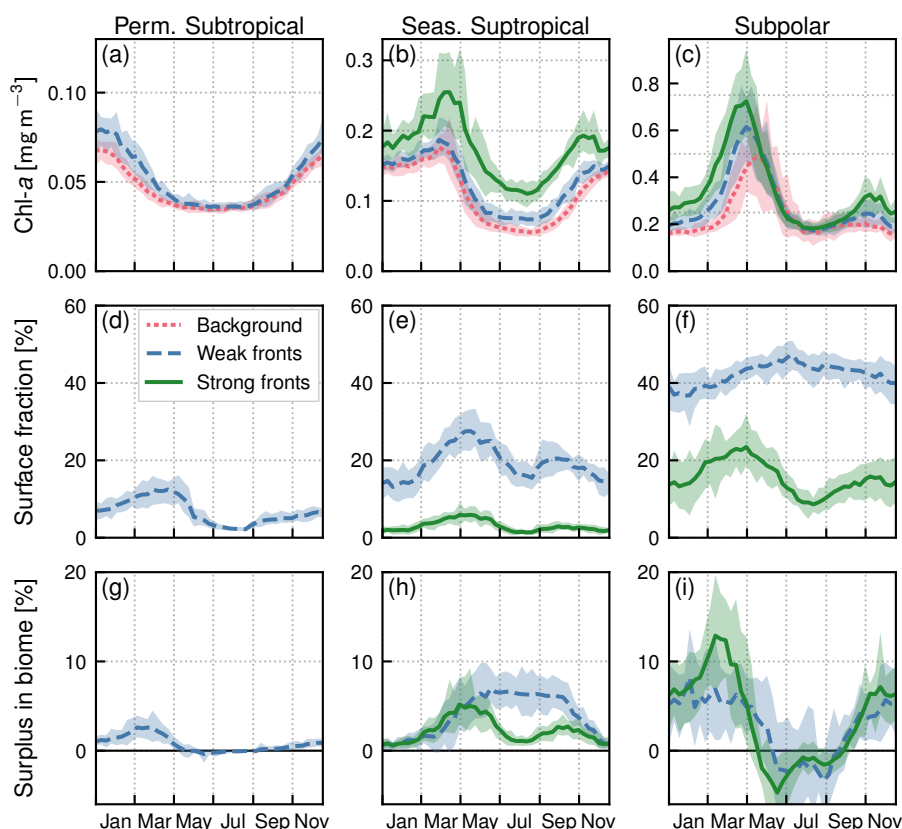 Perm. Subtropical
Seas. Suptropical
Subpolar
Chl-a [mg m⁻³]
(a)
0.10
0.05
0.00
(b)
0.3
0.2
0.1
0.0
(c)
0.8
0.6
0.4
0.2
0.0
Surface fraction [%]
60
40
20
0
(d)
Background
Weak fronts
Strong fronts
60
40
20
0
(e)
60
40
20
0
(f)
Surplus in biome [%]
20
10
0
(g)
20
10
0
(h)
20
10
0
(i)
Jan Mar May Jul Sep Nov
Jan Mar May Jul Sep Nov
Jan Mar May Jul Sep Nov